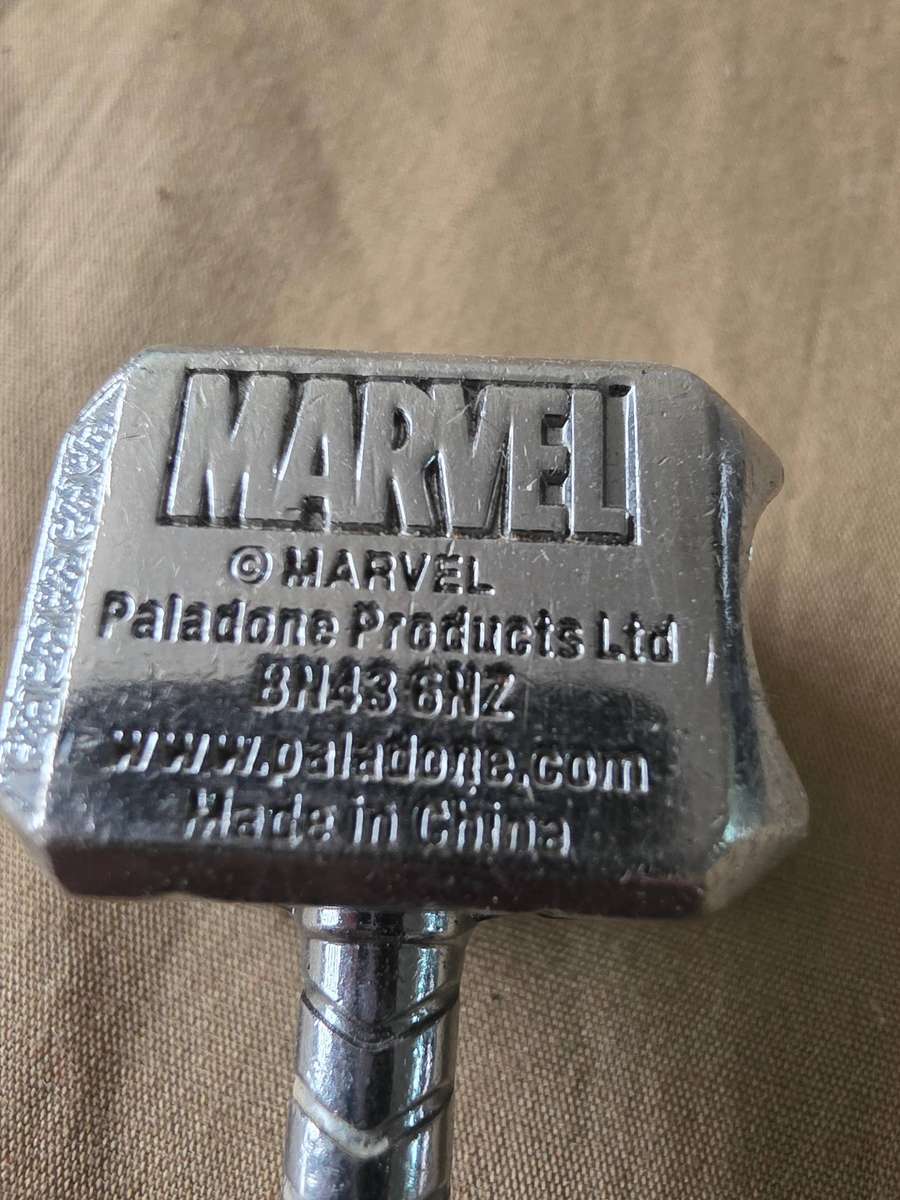 MARVEL
© MARVEL
Paladone Products Ltd
BN43 6NZ
www.paladone.com
Made in China